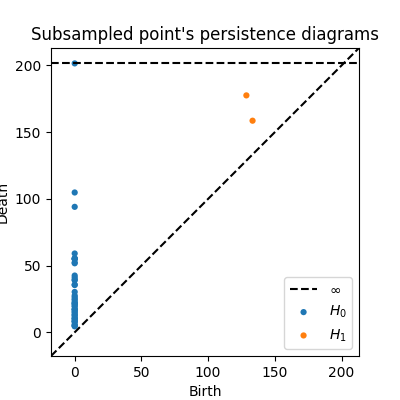 Subsampled point's persistence diagrams
200
150
100
50
0
Death
0 50 100 150 200
Birth
∞
H₀
H₁